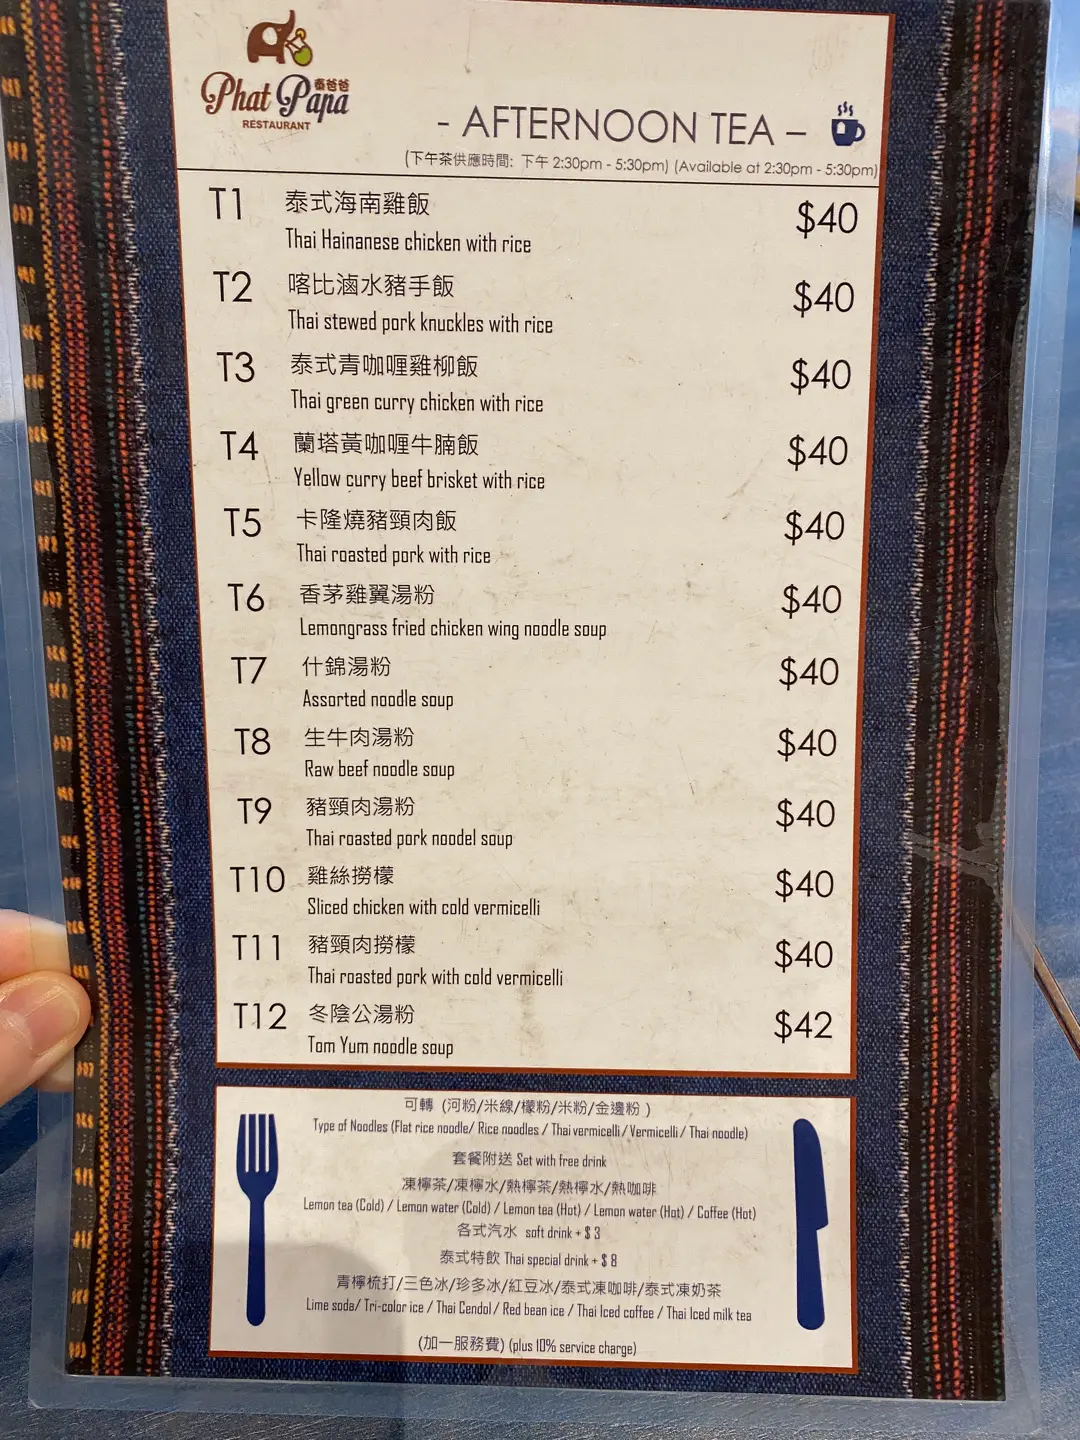 Phat Papa 泰爸爸
RESTAURANT
- AFTERNOON TEA –
(下午茶供應時間: 下午 2:30pm - 5:30pm) (Available at 2:30pm - 5:30pm)
T1 泰式海南雞飯 $40
Thai Hainanese chicken with rice
T2 喀比滷水豬手飯 $40
Thai stewed pork knuckles with rice
T3 泰式青咖喱雞柳飯 $40
Thai green curry chicken with rice
T4 蘭塔黃咖喱牛腩飯 $40
Yellow curry beef brisket with rice
T5 卡隆燒豬頸肉飯 $40
Thai roasted pork with rice
T6 香茅雞翼湯粉 $40
Lemongrass fried chicken wing noodle soup
T7 什錦湯粉 $40
Assorted noodle soup
T8 生牛肉湯粉 $40
Raw beef noodle soup
T9 豬頸肉湯粉 $40
Thai roasted pork noodel soup
T10 雞絲撈檬 $40
Sliced chicken with cold vermicelli
T11 豬頸肉撈檬 $40
Thai roasted pork with cold vermicelli
T12 冬陰公湯粉 $42
Tom Yum noodle soup
可轉 (河粉/米線/檬粉/米粉/金邊粉 )
Type of Noodles (Flat rice noodle/ Rice noodles / Thai vermicelli / Vermicelli / Thai noodle)
套餐附送 Set with free drink
凍檸茶/凍檸水/熱檸茶/熱檸水/熱咖啡
Lemon tea (Cold) / Lemon water (Cold) / Lemon tea (Hot) / Lemon water (Hot) / Coffee (Hot)
各式汽水 soft drink + $ 3
泰式特飲 Thai special drink + $ 8
青檸梳打/三色冰/珍多冰/紅豆冰/泰式凍咖啡/泰式凍奶茶
Lime soda/ Tri-color ice / Thai Cendol / Red bean ice / Thai Iced coffee / Thai Iced milk tea
(加一服務費) (plus 10% service charge)